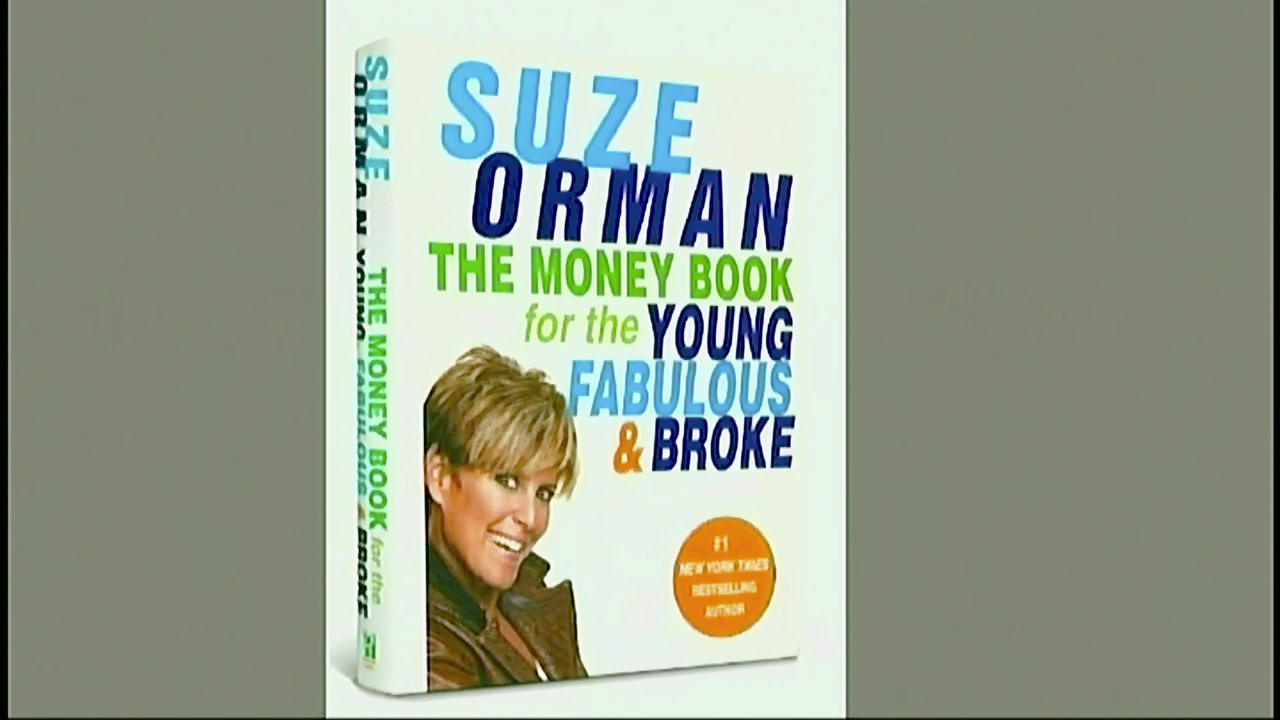 SUZE
ORMAN
THE MONEY BOOK
for the YOUNG
FABULOUS
& BROKE
#1
NEW YORK TIMES
BESTSELLING
AUTHOR
SUZE
ORMAN
THE MONEY BOOK for the
YOUNG, FABULOUS & BROKE